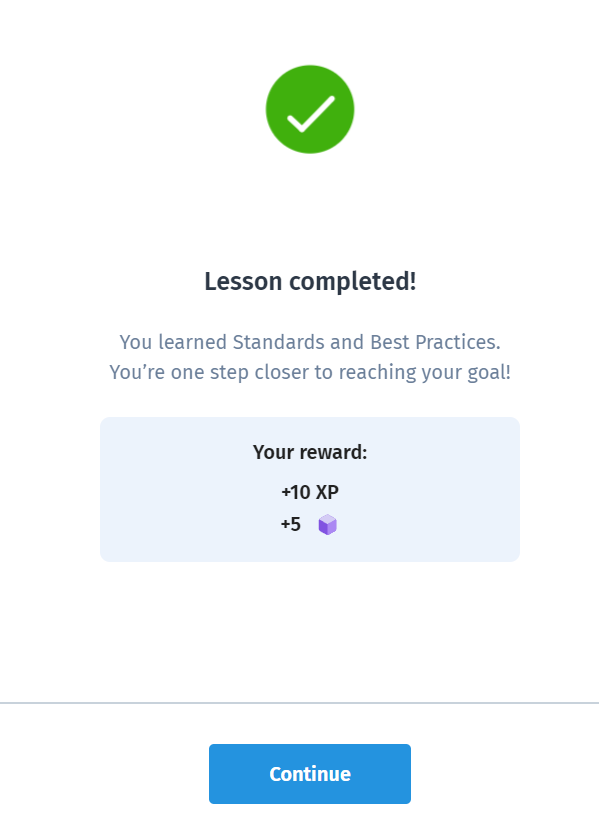 Lesson completed!
You learned Standards and Best Practices.
You’re one step closer to reaching your goal!
Your reward:
+10 XP
+5
Continue